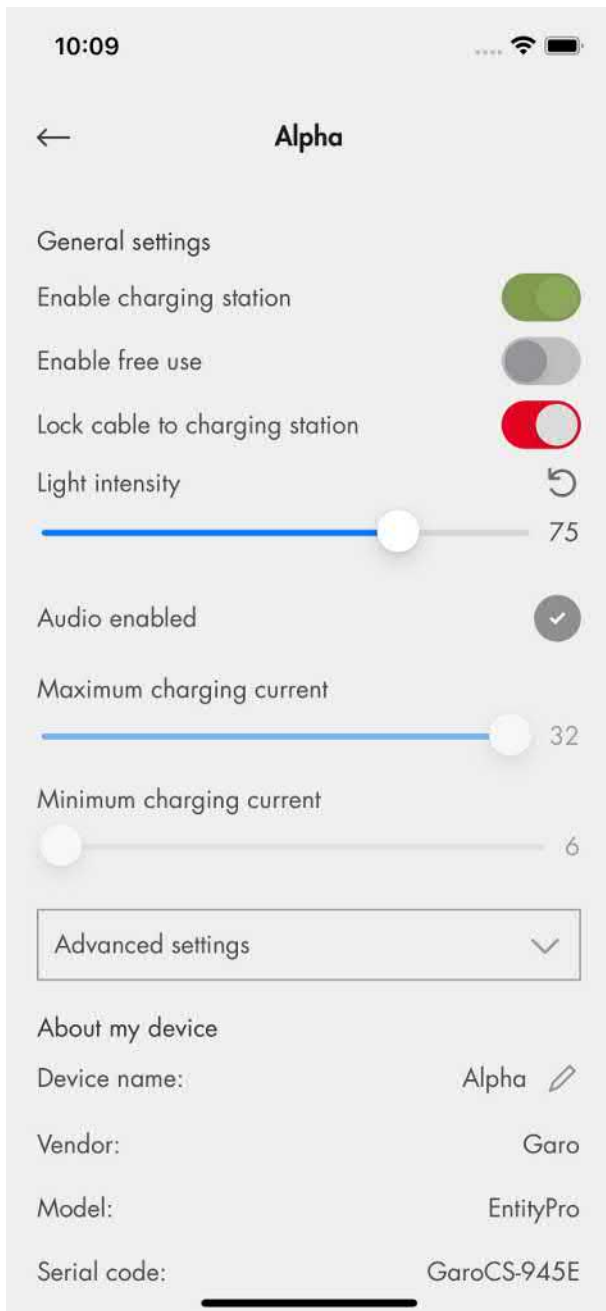 10:09
Alpha
General settings
Enable charging station
Enable free use
Lock cable to charging station
Light intensity
75
Audio enabled
Maximum charging current
32
Minimum charging current
6
Advanced settings
About my device
Device name: Alpha
Vendor: Garo
Model: EntityPro
Serial code: GaroCS-945E